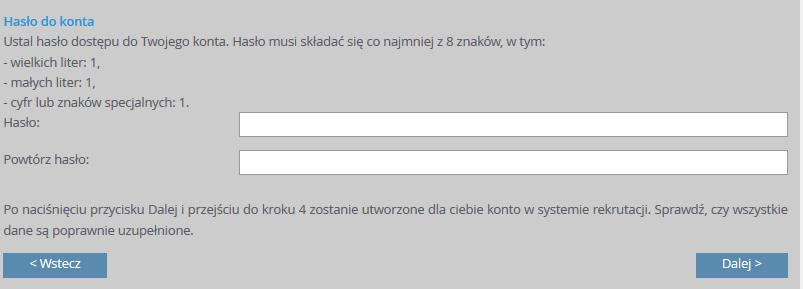 Hasło do konta
Ustal hasło dostępu do Twojego konta. Hasło musi składać się co najmniej z 8 znaków, w tym:
- wielkich liter: 1,
- małych liter: 1,
- cyfr lub znaków specjalnych: 1.
Hasło:
Powtórz hasło:
Po naciśnięciu przycisku Dalej i przejściu do kroku 4 zostanie utworzone dla ciebie konto w systemie rekrutacji. Sprawdź, czy wszystkie
dane są poprawnie uzupełnione.
< Wstecz
Dalej >